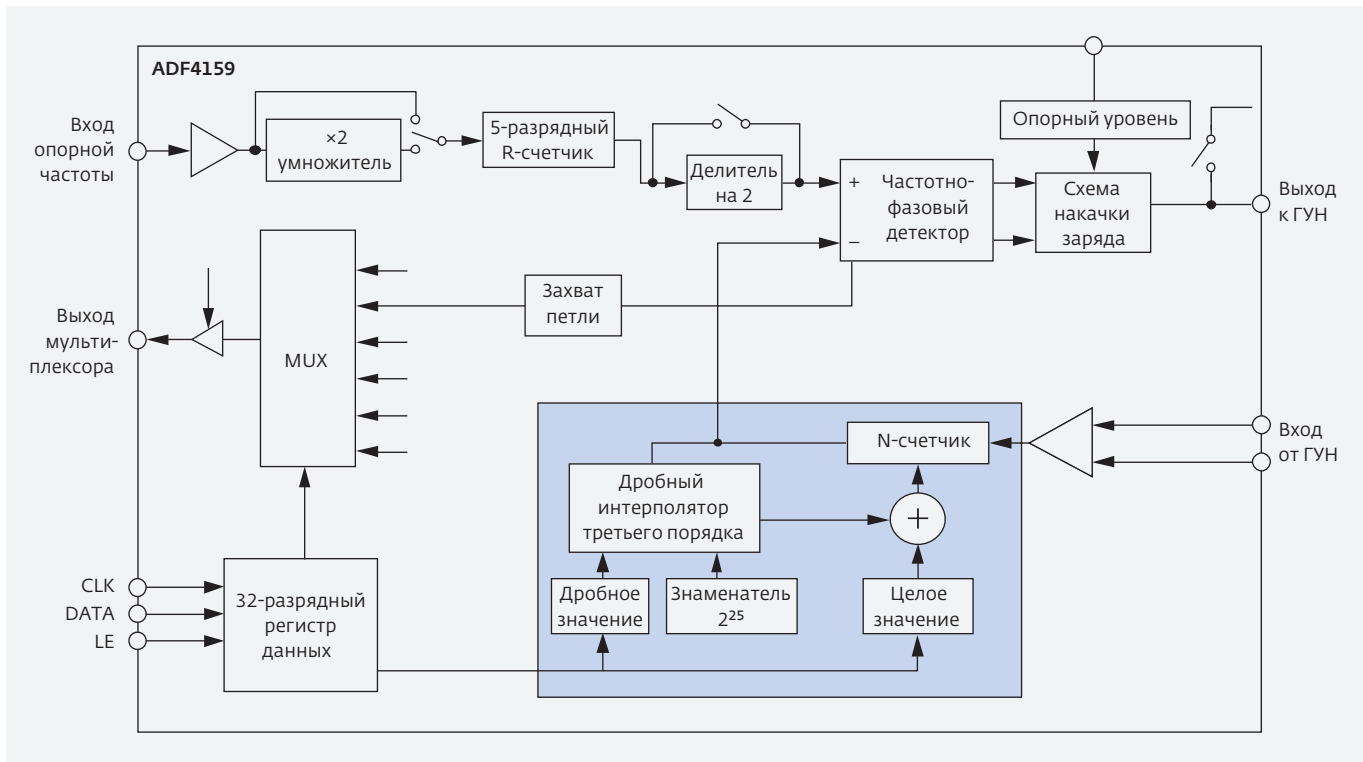 ADF4159
Вход
опорной
частоты
×2
умножитель
5-разрядный
R-счетчик
Делитель
на 2
+
−
Частотно-
фазовый
детектор
Опорный уровень
Схема
накачки
заряда
Выход
к ГУН
Захват
петли
Выход
мульти-
плексора
MUX
N-счетчик
Вход
от ГУН
Дробный
интерполятор
третьего порядка
+
Дробное
значение
Знаменатель
2²⁵
Целое
значение
CLK
DATA
LE
32-разрядный
регистр
данных